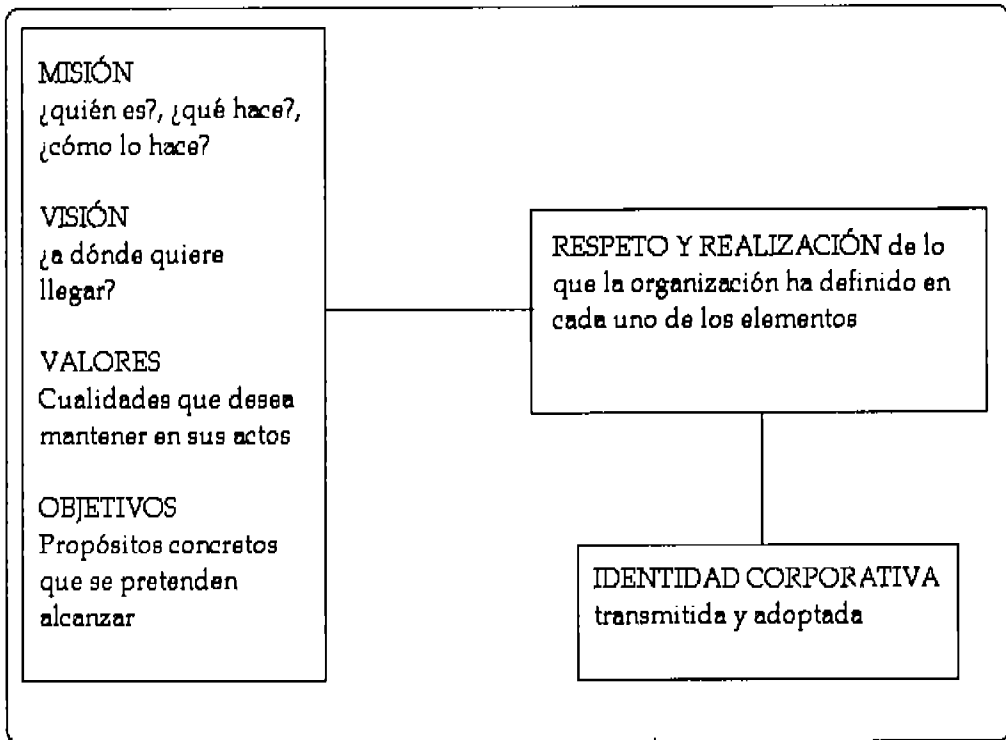 MISIÓN
¿quién es?, ¿qué hace?,
¿cómo lo hace?
VISIÓN
¿a dónde quiere
llegar?
VALORES
Cualidades que desea
mantener en sus actos
OBJETIVOS
Propósitos concretos
que se pretenden
alcanzar
RESPETO Y REALIZACIÓN de lo
que la organización ha definido en
cada uno de los elementos
IDENTIDAD CORPORATIVA
transmitida y adoptada